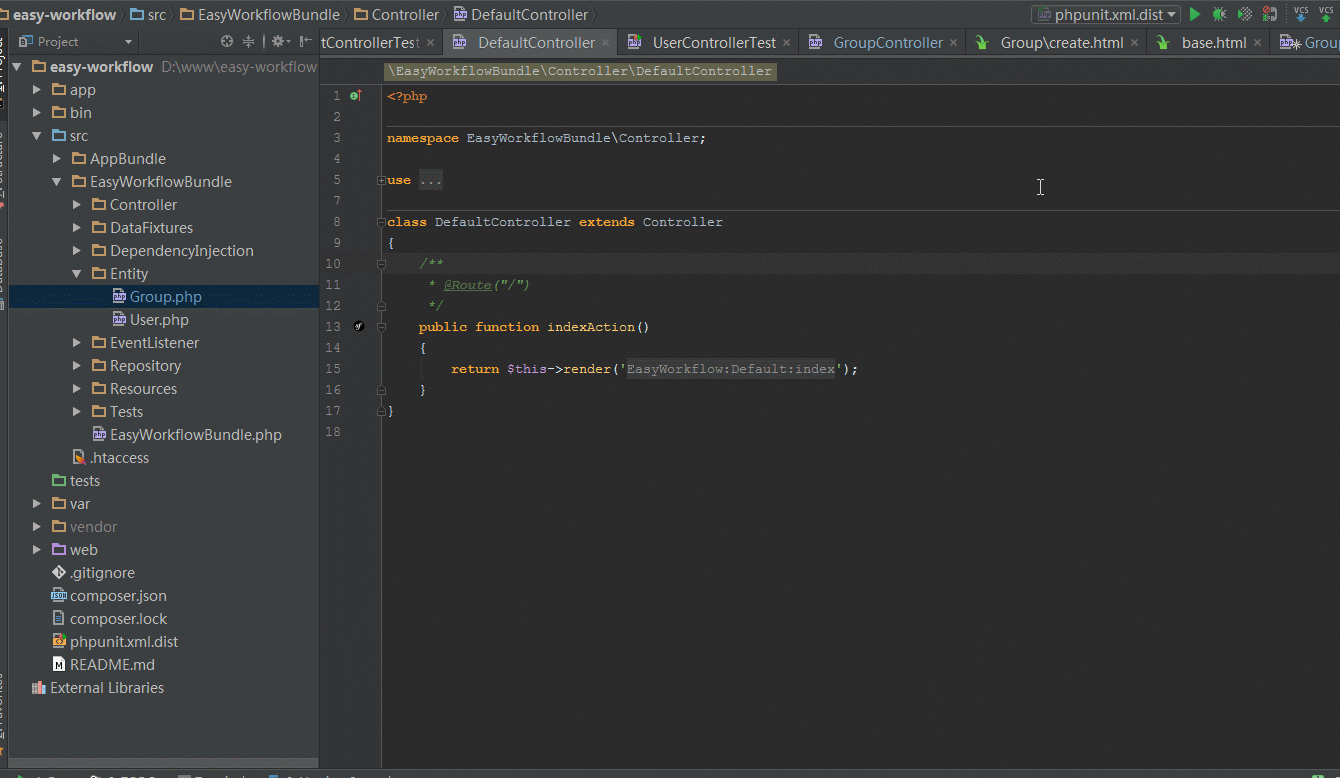 easy-workflow src EasyWorkflowBundle Controller DefaultController phpunit.xml.dist VCS VCS
Project tControllerTest DefaultController UserControllerTest GroupController Group\create.html base.html Grou
easy-workflow D:\www\easy-workflow
app
bin
src
AppBundle
EasyWorkflowBundle
Controller
DataFixtures
DependencyInjection
Entity
Group.php
User.php
EventListener
Repository
Resources
Tests
EasyWorkflowBundle.php
.htaccess
tests
var
vendor
web
.gitignore
composer.json
composer.lock
phpunit.xml.dist
README.md
External Libraries
\EasyWorkflowBundle\Controller\DefaultController
1 <?php
2
3 namespace EasyWorkflowBundle\Controller;
4
5 use ...
7
8 class DefaultController extends Controller
9 {
10 /**
11 * @Route("/")
12 */
13 public function indexAction()
14 {
15 return $this->render('EasyWorkflow:Default:index');
16 }
17 }
18